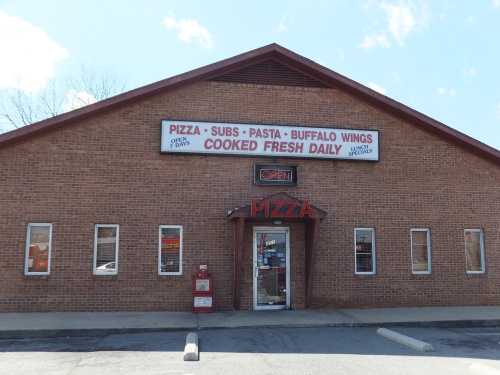 PIZZA · SUBS · PASTA · BUFFALO WINGS
OPEN
7 DAYS
COOKED FRESH DAILY
LUNCH
SPECIALS
OPEN
PIZZA